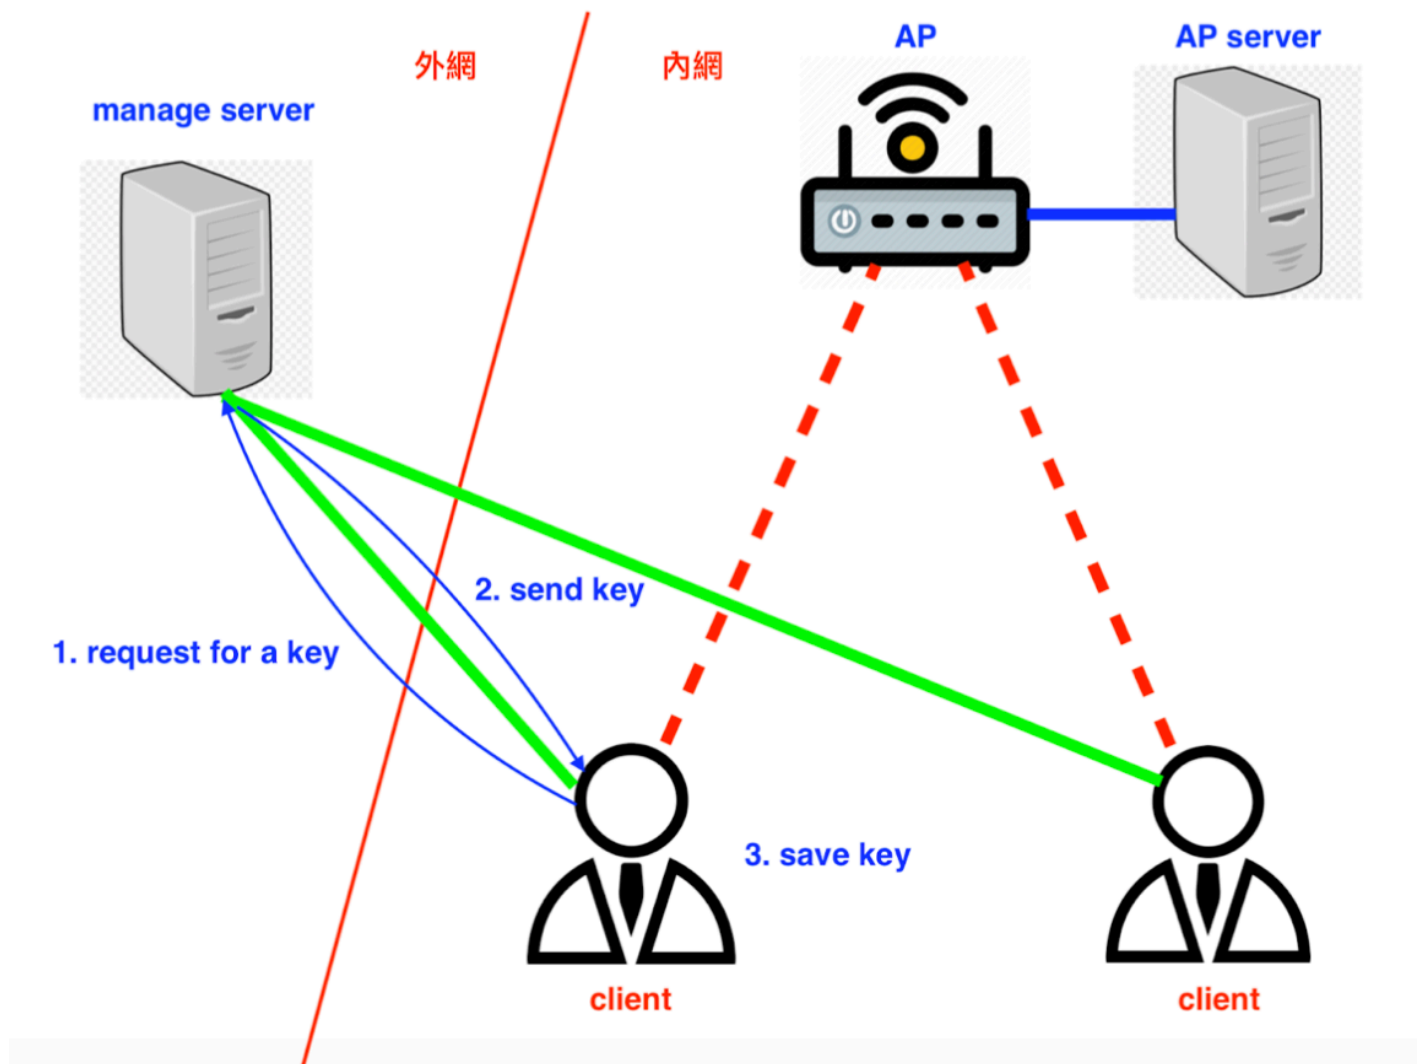 AP
AP server
外網
內網
manage server
2. send key
1. request for a key
3. save key
client
client